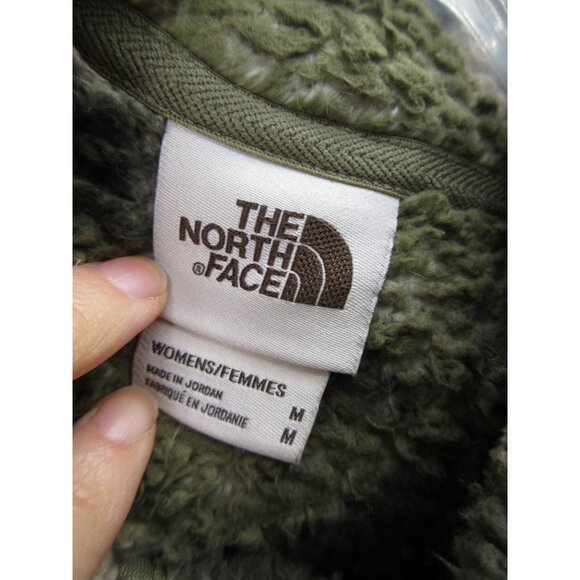 THE
NORTH
®FACE
WOMENS/FEMMES
MADE IN JORDAN M
FABRIQUÉ EN JORDANIE M